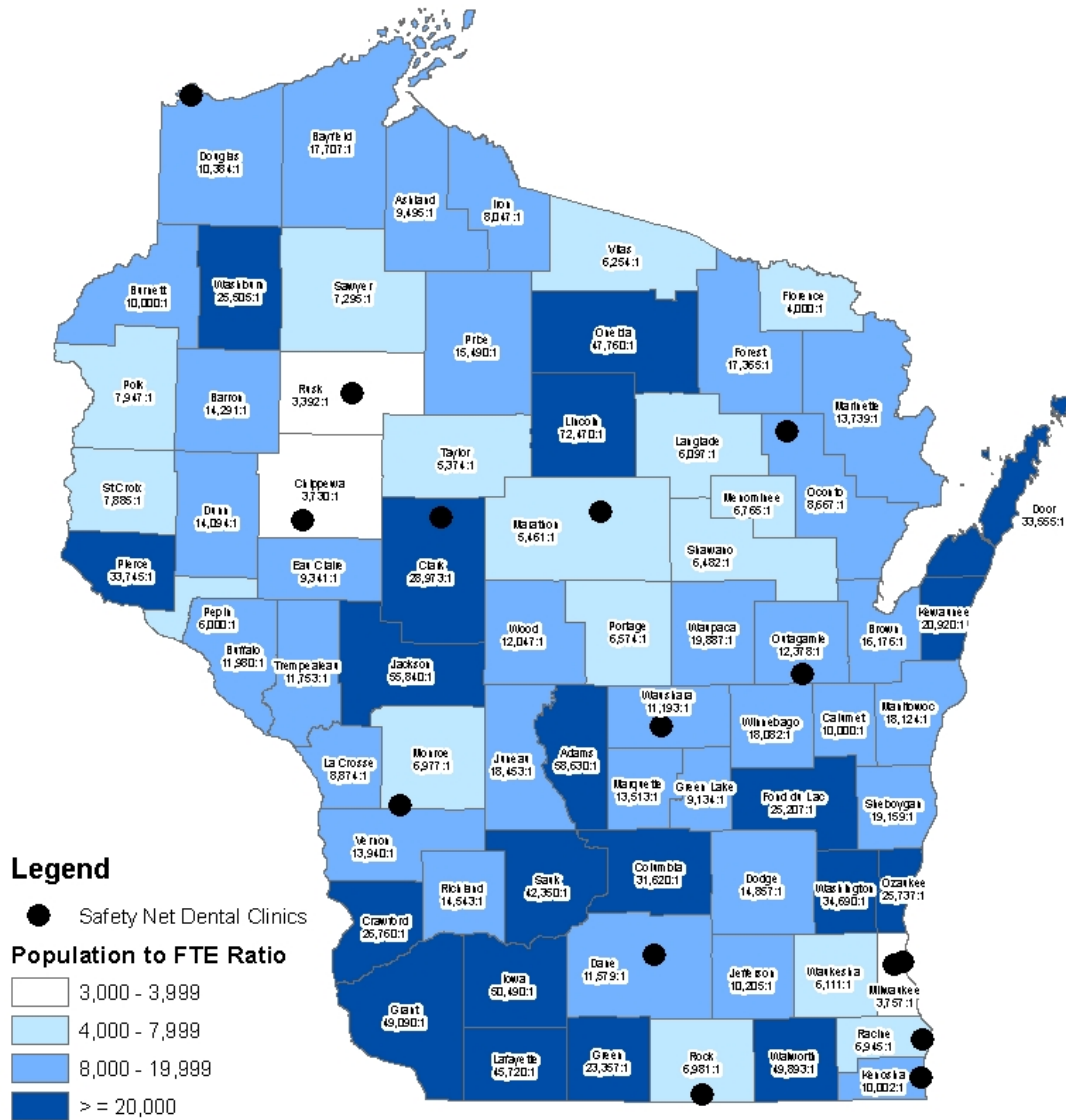 Bayfield
17,707:1
Douglas
10,384:1
Ashland
9,495:1
Iron
8,047:1
Vilas
6,254:1
Burnett
10,000:1
Washburn
25,505:1
Sawyer
7,295:1
Florence
4,000:1
Price
15,490:1
Oneida
47,760:1
Forest
17,365:1
Polk
7,947:1
Barron
14,291:1
Rusk
3,392:1
Marinette
13,739:1
Lincoln
72,470:1
Langlade
6,097:1
Taylor
5,374:1
St Croix
7,885:1
Dunn
14,094:1
Chippewa
3,730:1
Marathon
5,461:1
Menominee
6,765:1
Oconto
8,667:1
Door
33,555:1
Shawano
6,482:1
Pierce
33,745:1
Eau Claire
9,341:1
Clark
28,973:1
Pepin
6,000:1
Buffalo
11,980:1
Trempealeau
11,753:1
Jackson
55,840:1
Wood
12,047:1
Portage
6,574:1
Waupaca
19,887:1
Outagamie
12,378:1
Brown
16,176:1
Kewaunee
20,920:1
Waushara
11,193:1
Winnebago
18,082:1
Calumet
10,000:1
Manitowoc
18,124:1
La Crosse
8,874:1
Monroe
6,977:1
Juneau
18,453:1
Adams
58,630:1
Marquette
13,513:1
Green Lake
9,134:1
Fond du Lac
25,207:1
Sheboygan
19,159:1
Vernon
13,940:1
Richland
14,543:1
Sauk
42,350:1
Columbia
31,620:1
Dodge
14,857:1
Washington
34,690:1
Ozaukee
25,737:1
Crawford
26,760:1
Grant
49,090:1
Iowa
50,490:1
Dane
11,579:1
Jefferson
10,205:1
Waukesha
6,111:1
Milwaukee
3,757:1
Lafayette
45,720:1
Green
23,367:1
Rock
6,981:1
Walworth
49,893:1
Racine
6,945:1
Kenosha
10,002:1
Legend
Safety Net Dental Clinics
Population to FTE Ratio
3,000 - 3,999
4,000 - 7,999
8,000 - 19,999
> = 20,000